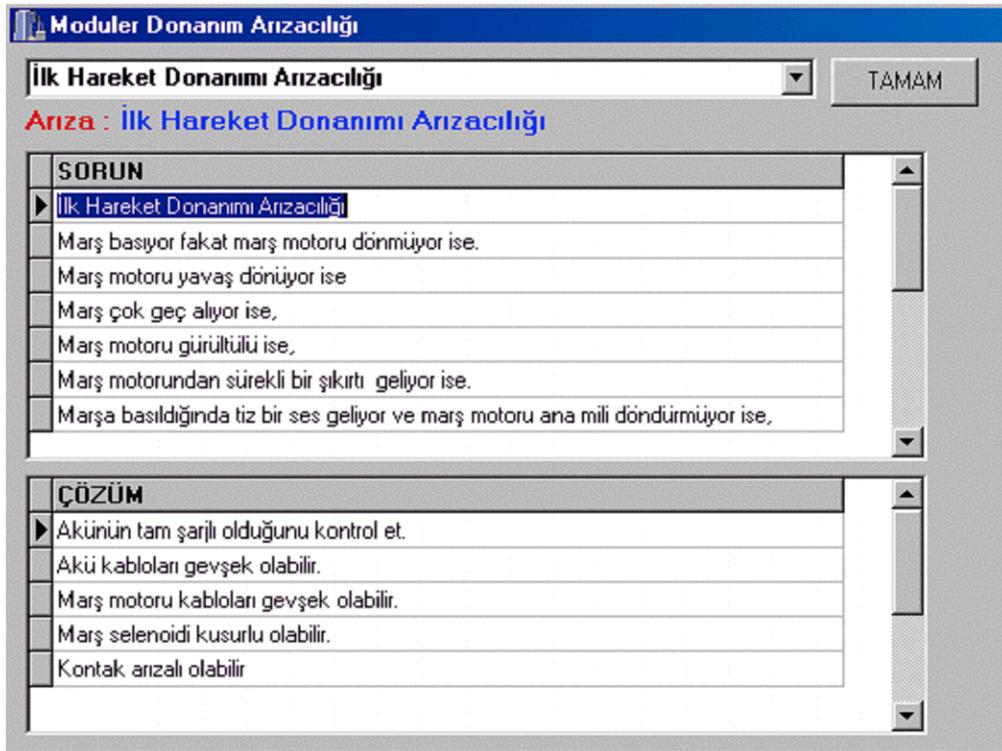 Moduler Donanım Arızacılığı
İlk Hareket Donanımı Arızacılığı
TAMAM
Arıza : İlk Hareket Donanımı Arızacılığı
SORUN
İlk Hareket Donanımı Arızacılığı
Marş basıyor fakat marş motoru dönmüyor ise.
Marş motoru yavaş dönüyor ise
Marş çok geç alıyor ise,
Marş motoru gürültülü ise,
Marş motorundan sürekli bir şıkırtı geliyor ise.
Marşa basıldığında tiz bir ses geliyor ve marş motoru ana mili döndürmüyor ise,
ÇÖZÜM
Akünün tam şarjlı olduğunu kontrol et.
Akü kabloları gevşek olabilir.
Marş motoru kabloları gevşek olabilir.
Marş selenoidi kusurlu olabilir.
Kontak arızalı olabilir